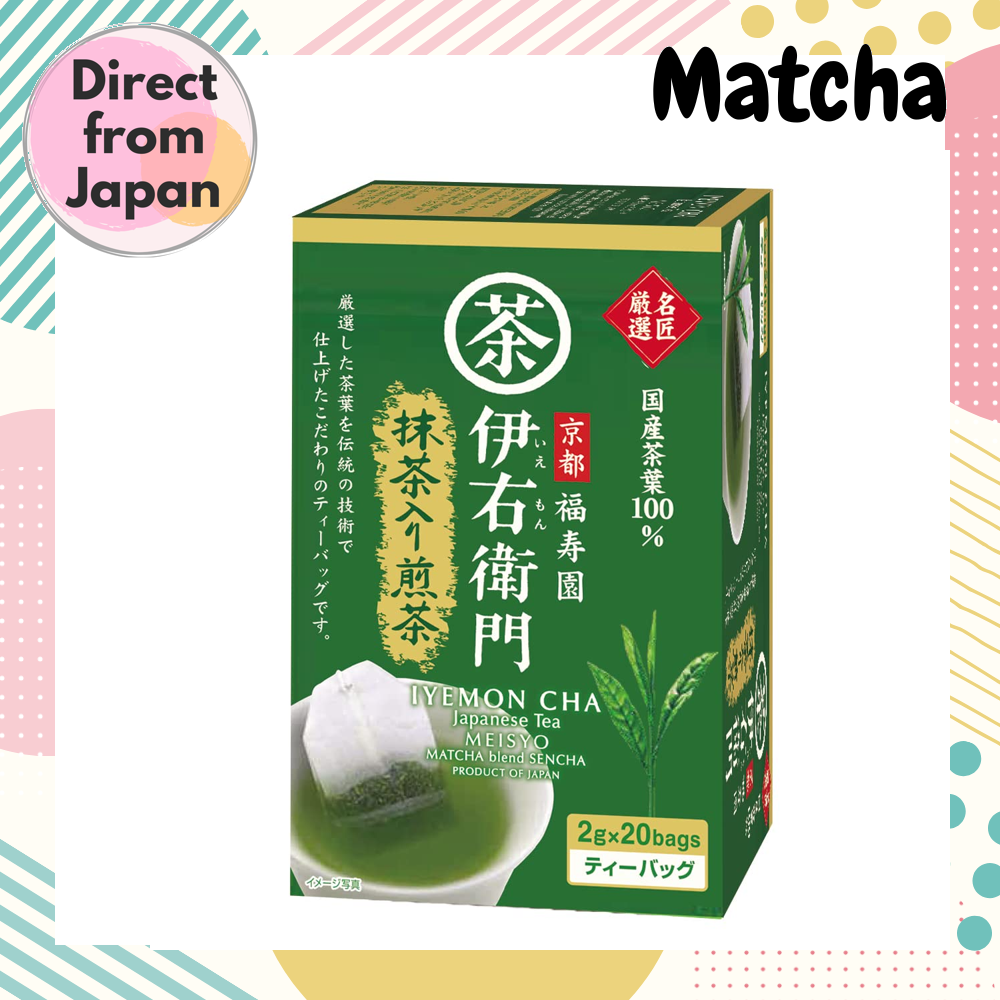 Direct
from
Japan
Matcha
茶
名匠
厳選
国産茶葉100%
京都
福寿園
伊右衛門
いえもん
抹茶入り煎茶
厳選した茶葉を伝統の技術で
仕上げたこだわりのティーバッグです。
IYEMON CHA
Japanese Tea
MEISYO
MATCHA blend SENCHA
PRODUCT OF JAPAN
2g×20bags
ティーバッグ
イメージ写真